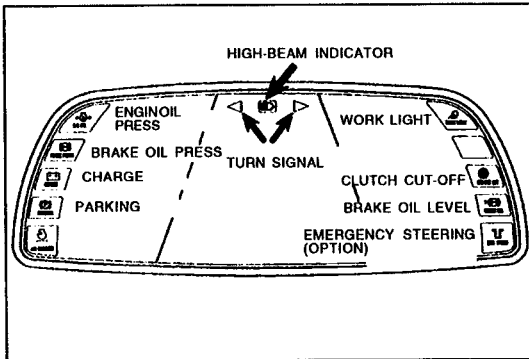 HIGH-BEAM INDICATOR
ENGINOIL
PRESS
BRAKE OIL PRESS
CHARGE
PARKING
TURN SIGNAL
WORK LIGHT
CLUTCH CUT-OFF
BRAKE OIL LEVEL
EMERGENCY STEERING
(OPTION)